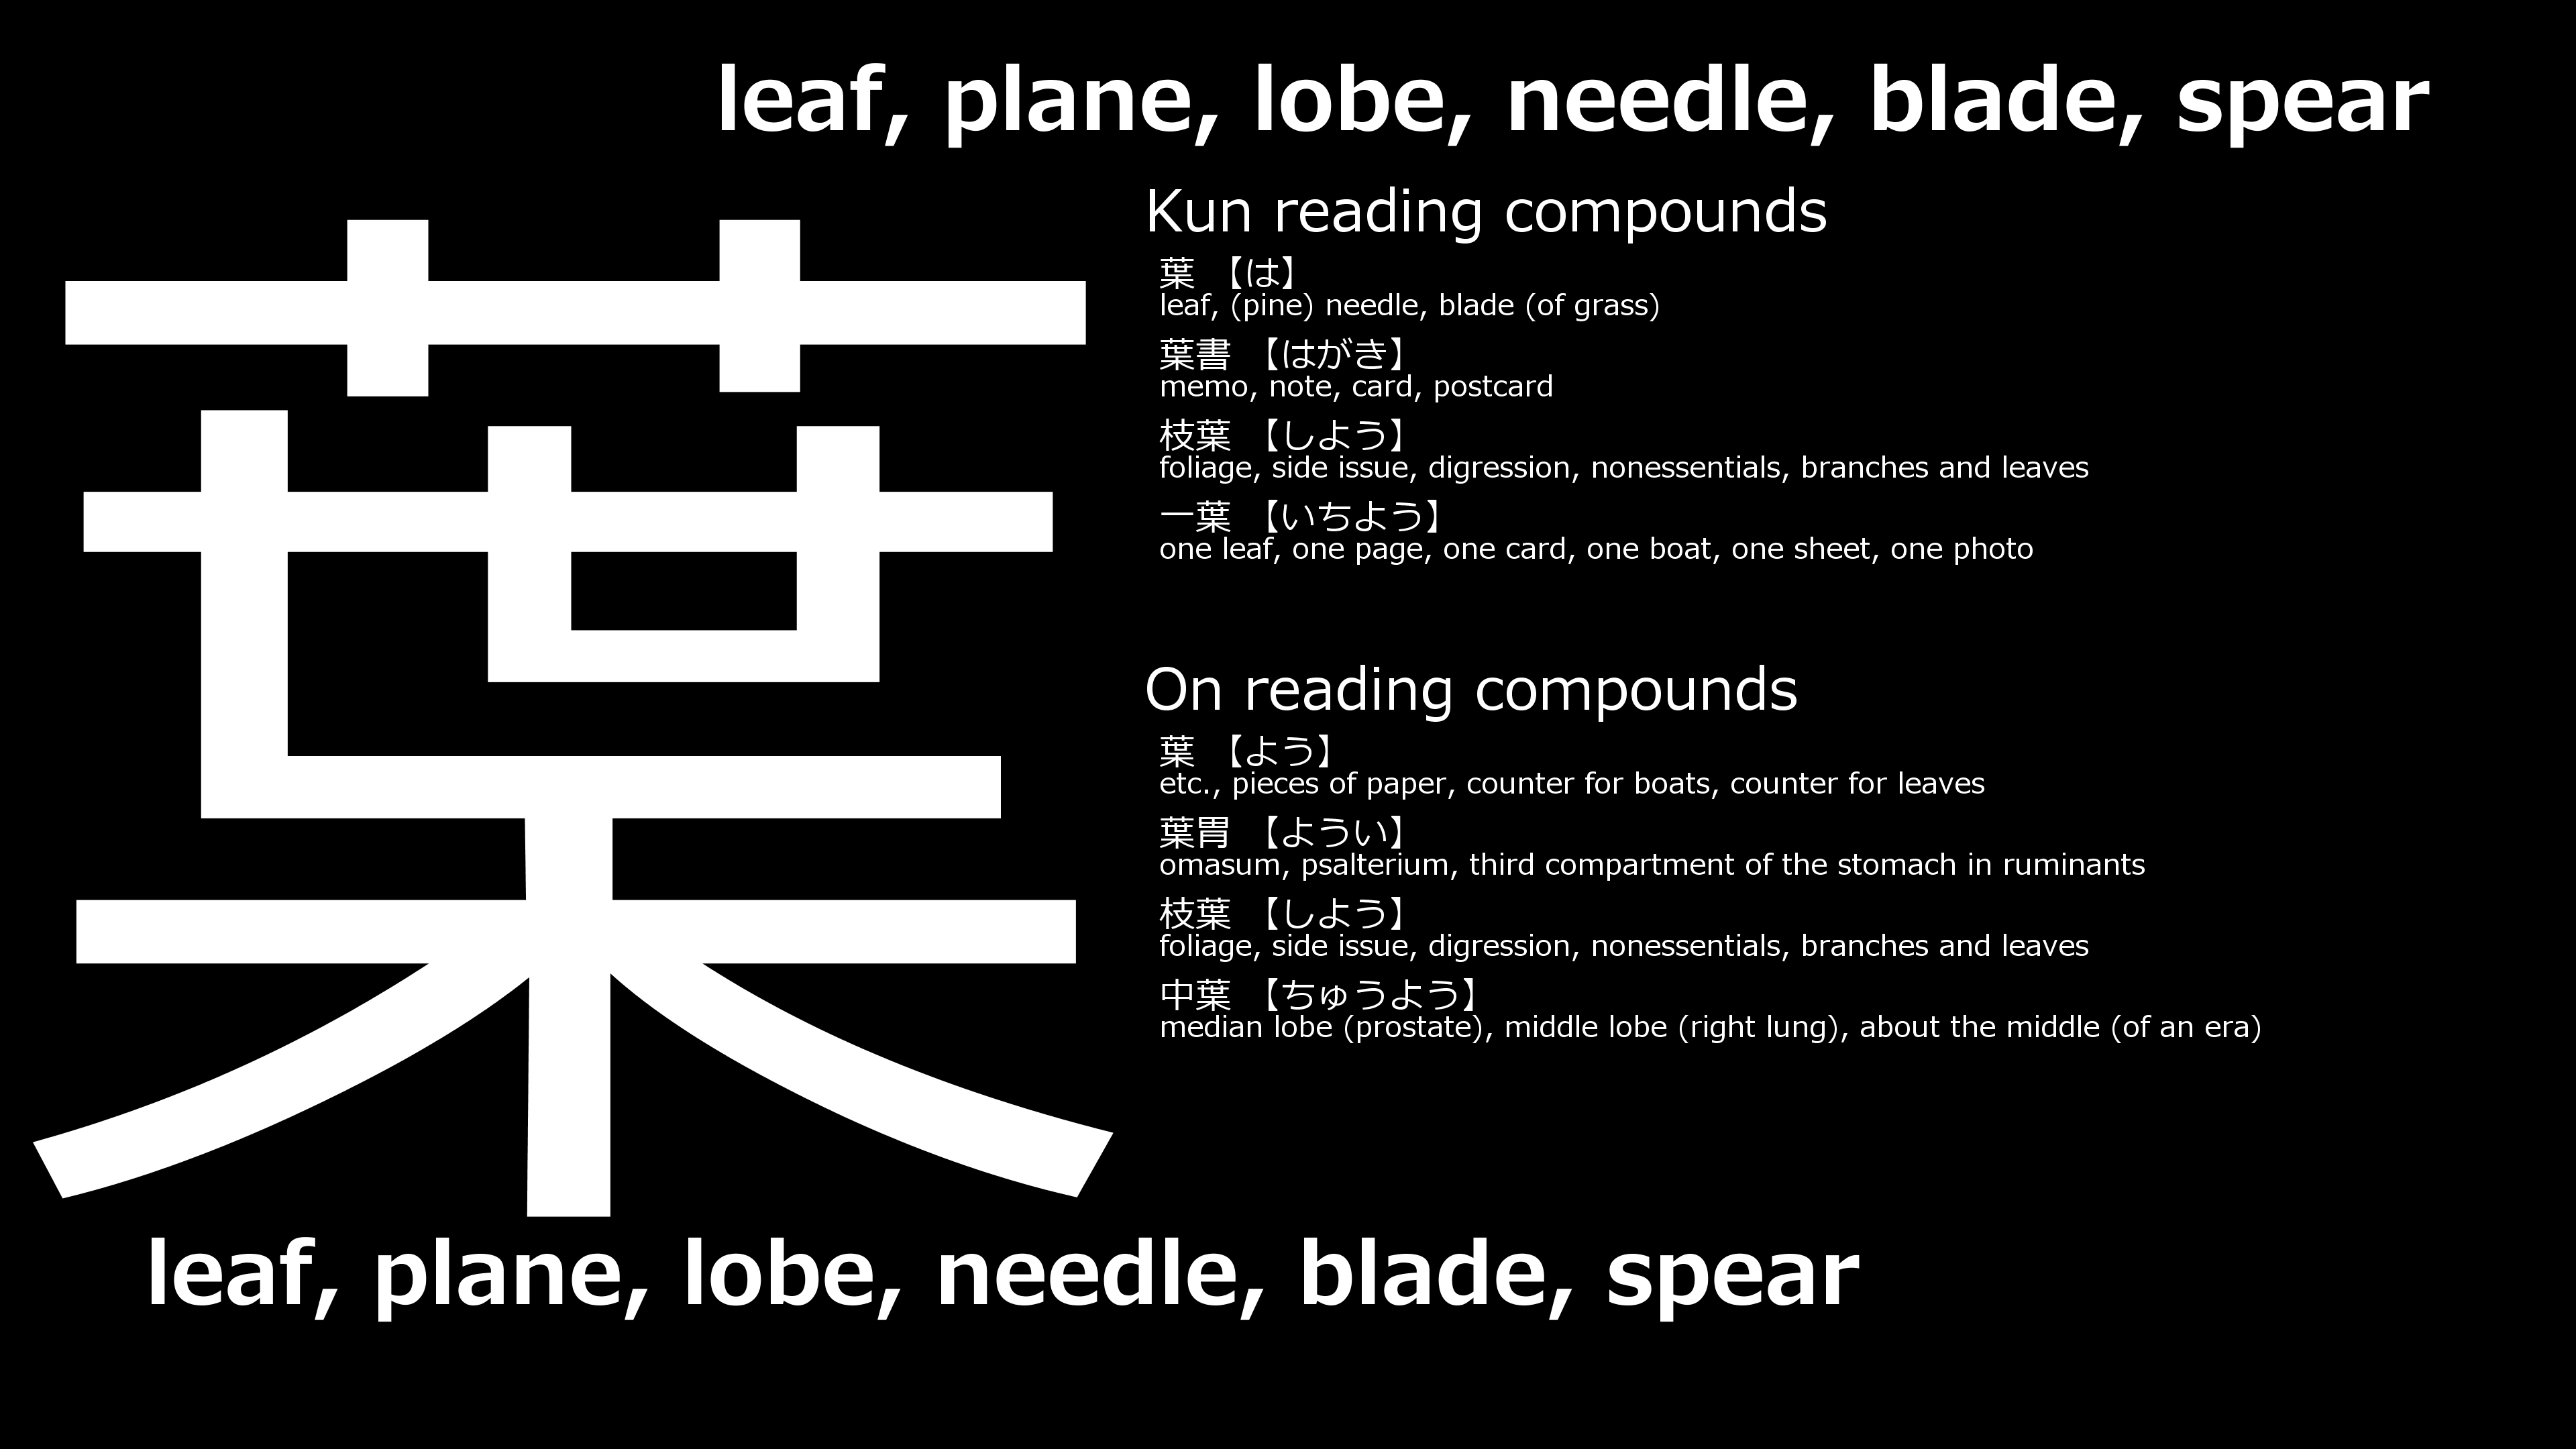 leaf, plane, lobe, needle, blade, spear
葉
Kun reading compounds
葉 【は】
leaf, (pine) needle, blade (of grass)
葉書 【はがき】
memo, note, card, postcard
枝葉 【しよう】
foliage, side issue, digression, nonessentials, branches and leaves
一葉 【いちよう】
one leaf, one page, one card, one boat, one sheet, one photo
On reading compounds
葉 【よう】
etc., pieces of paper, counter for boats, counter for leaves
葉胃 【ようい】
omasum, psalterium, third compartment of the stomach in ruminants
枝葉 【しよう】
foliage, side issue, digression, nonessentials, branches and leaves
中葉 【ちゅうよう】
median lobe (prostate), middle lobe (right lung), about the middle (of an era)
leaf, plane, lobe, needle, blade, spear